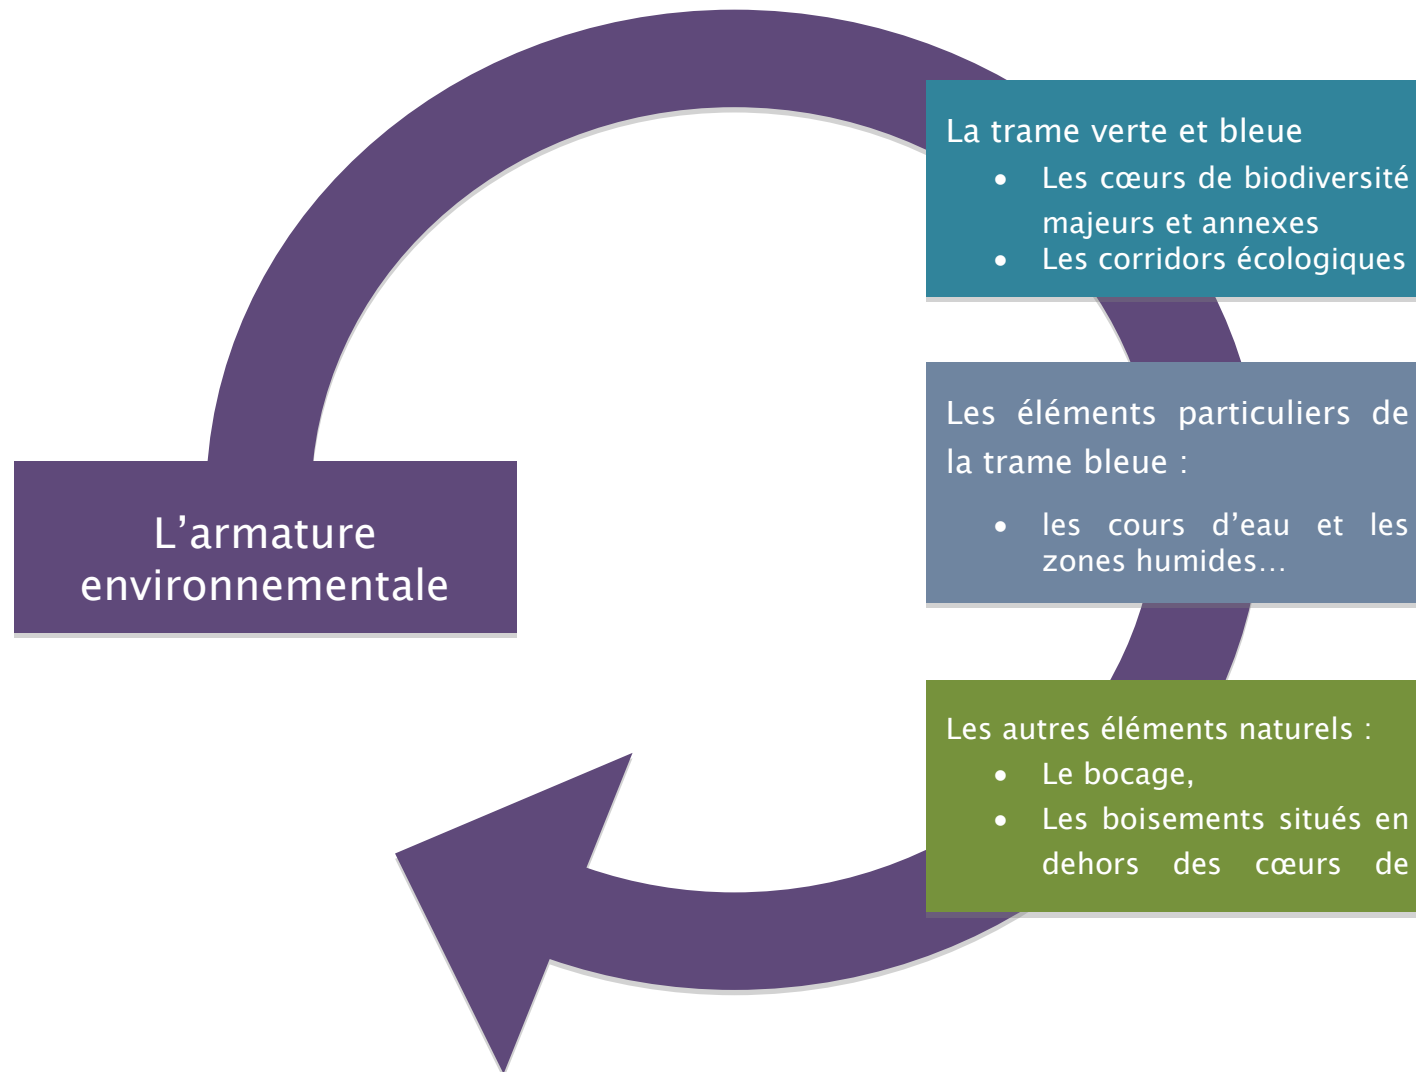 La trame verte et bleue
• Les cœurs de biodiversité
majeurs et annexes
• Les corridors écologiques
Les éléments particuliers de
la trame bleue :
• les cours d’eau et les
zones humides…
L’armature
environnementale
Les autres éléments naturels :
• Le bocage,
• Les boisements situés en
dehors des cœurs de